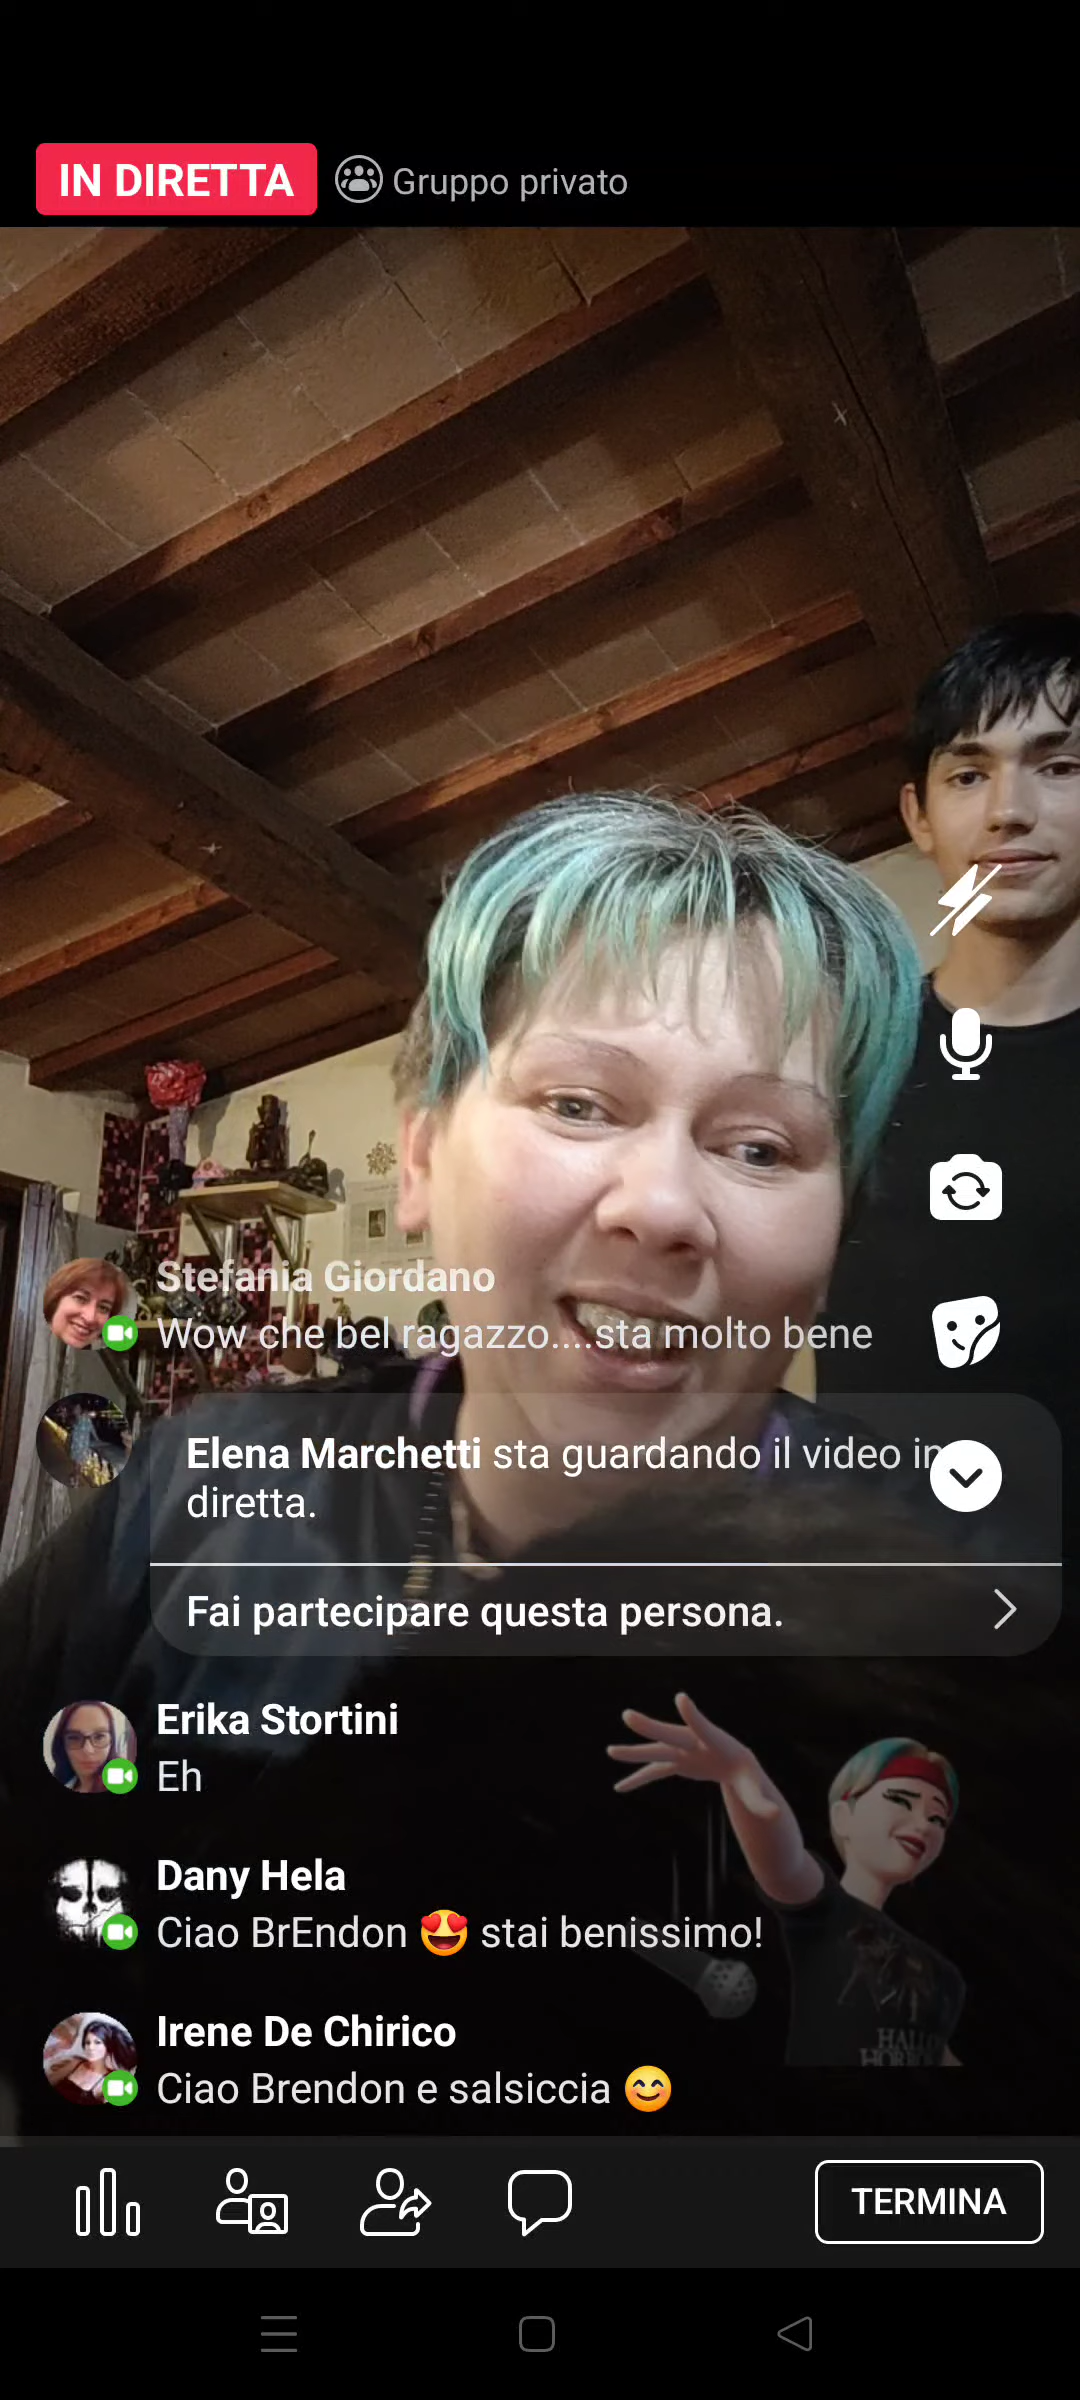 IN DIRETTA
Gruppo privato
Stefania Giordano
Wow che bel ragazzo....sta molto bene
Elena Marchetti sta guardando il video in
diretta.
Fai partecipare questa persona.
Erika Stortini
Eh
Dany Hela
Ciao BrEndon 😍 stai benissimo!
Irene De Chirico
Ciao Brendon e salsiccia 😊
TERMINA